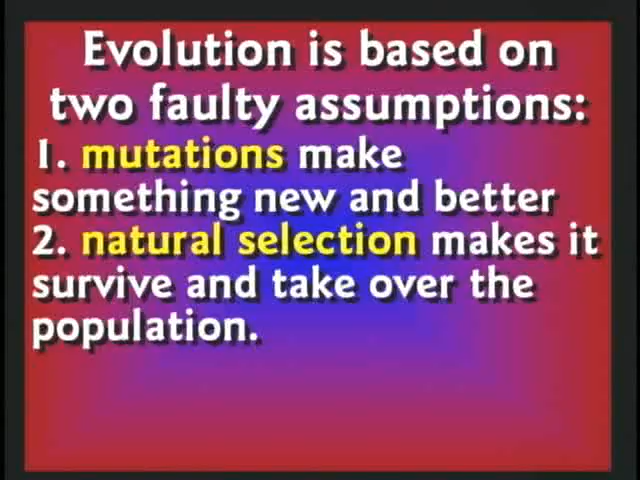 Evolution is based on
two faulty assumptions:
1. mutations make
something new and better
2. natural selection makes it
survive and take over the
population.